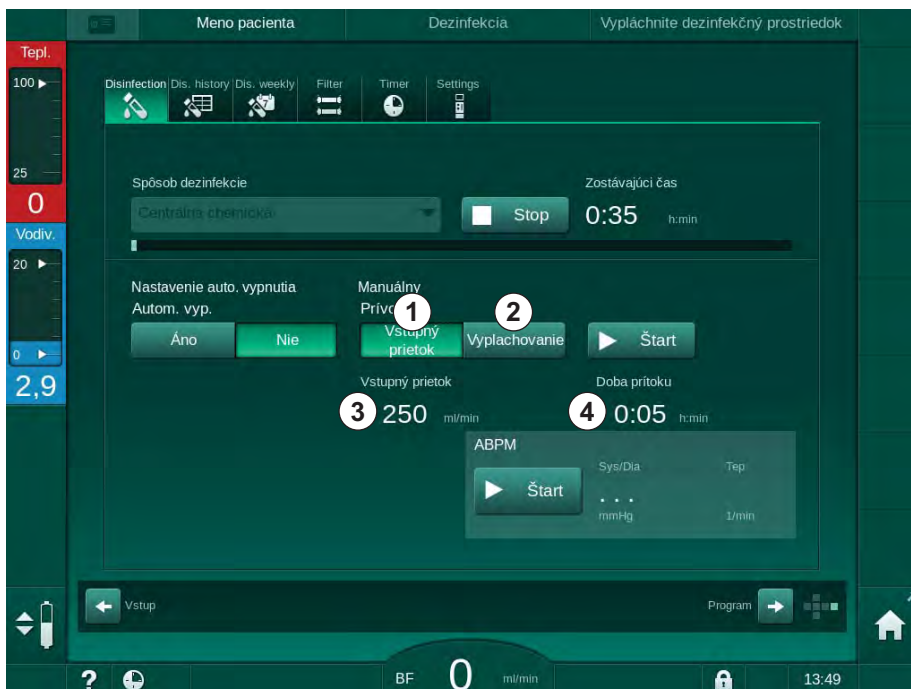 Meno pacienta Dezinfekcia Vypláchnite dezinfekčný prostriedok
Tepl.
100
25
0
Vodiv.
20
0
2,9
Disinfection Dis. history Dis. weekly Filter Timer Settings
7
Spôsob dezinfekcie Zostávajúci čas
Centrálna chemická Stop 0:35 h:min
Nastavenie auto. vypnutia Manuálny
Autom. vyp. Prívo
1 2
Áno Nie Vstupný prietok Vyplachovanie Štart
Vstupný prietok Doba prítoku
3 250 ml/min 4 0:05 h:min
ABPM
Sys/Dia Tep
Štart . . .
mmHg 1/min
Vstup Program
? BF 0 ml/min 13:49